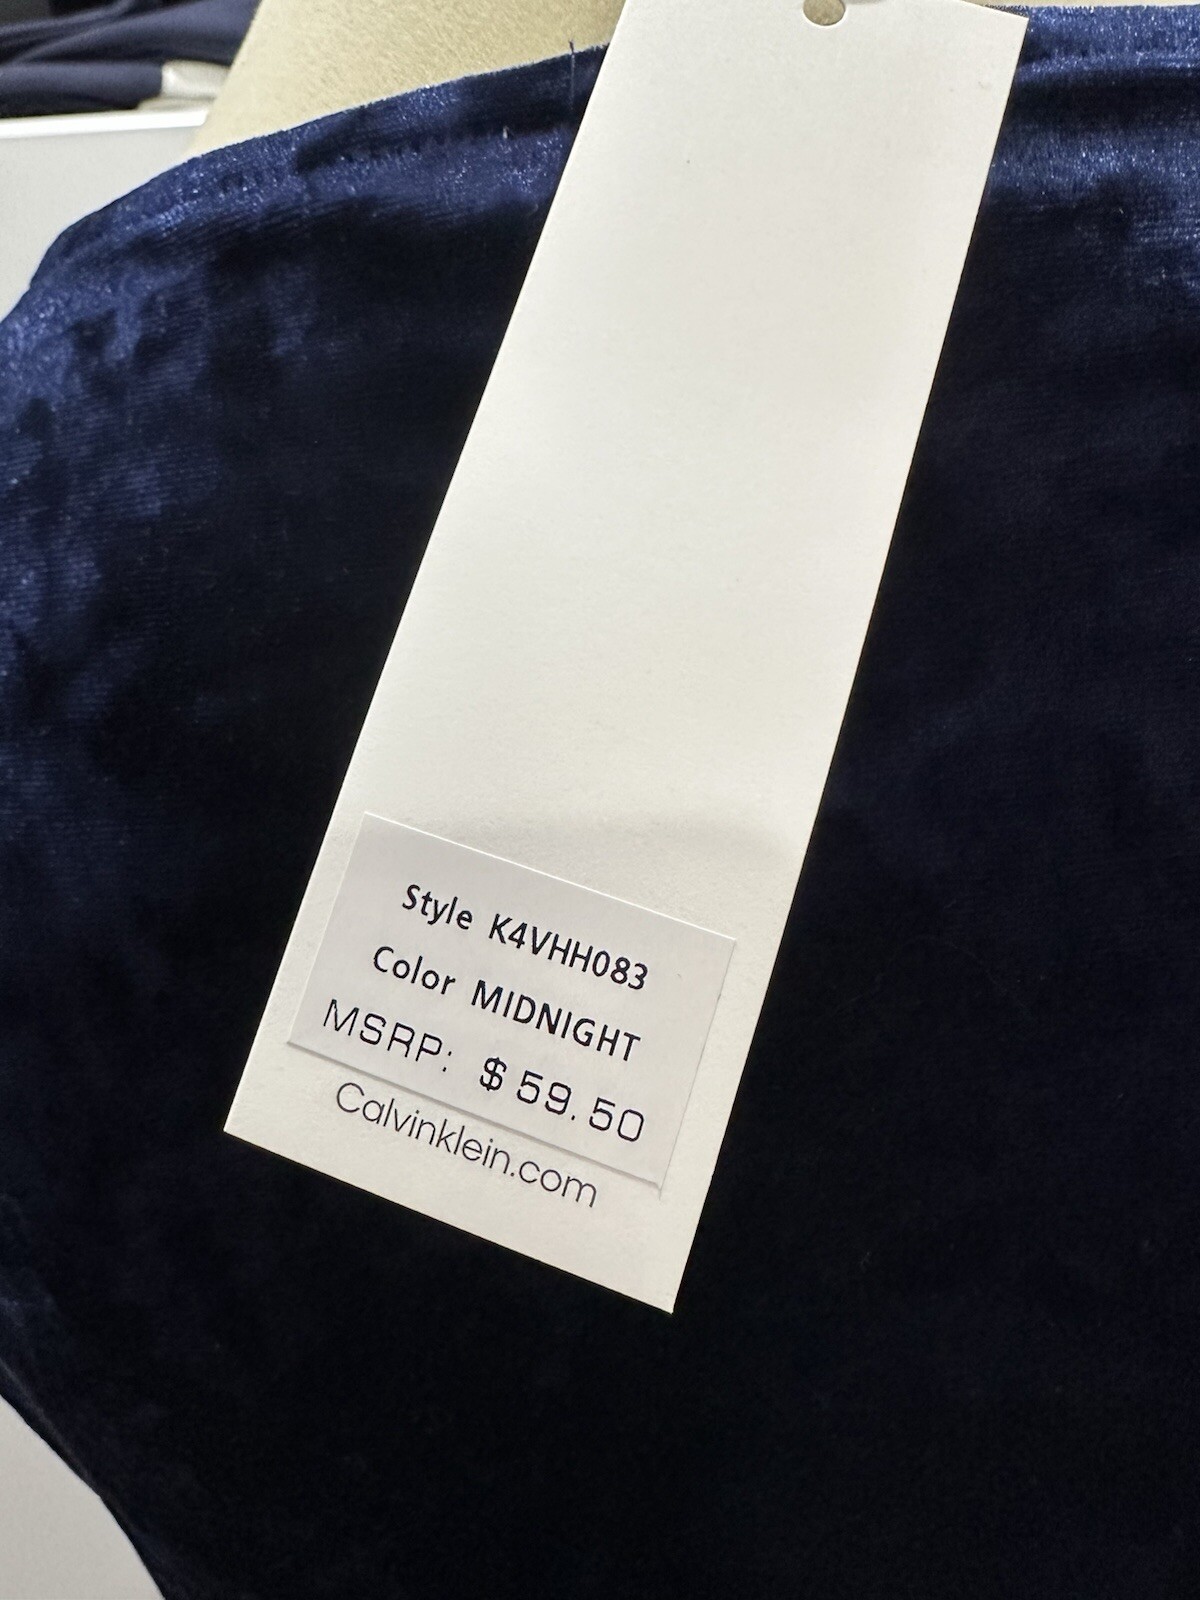 Style K4VHH083
Color MIDNIGHT
MSRP: $59.50
Calvinklein.com